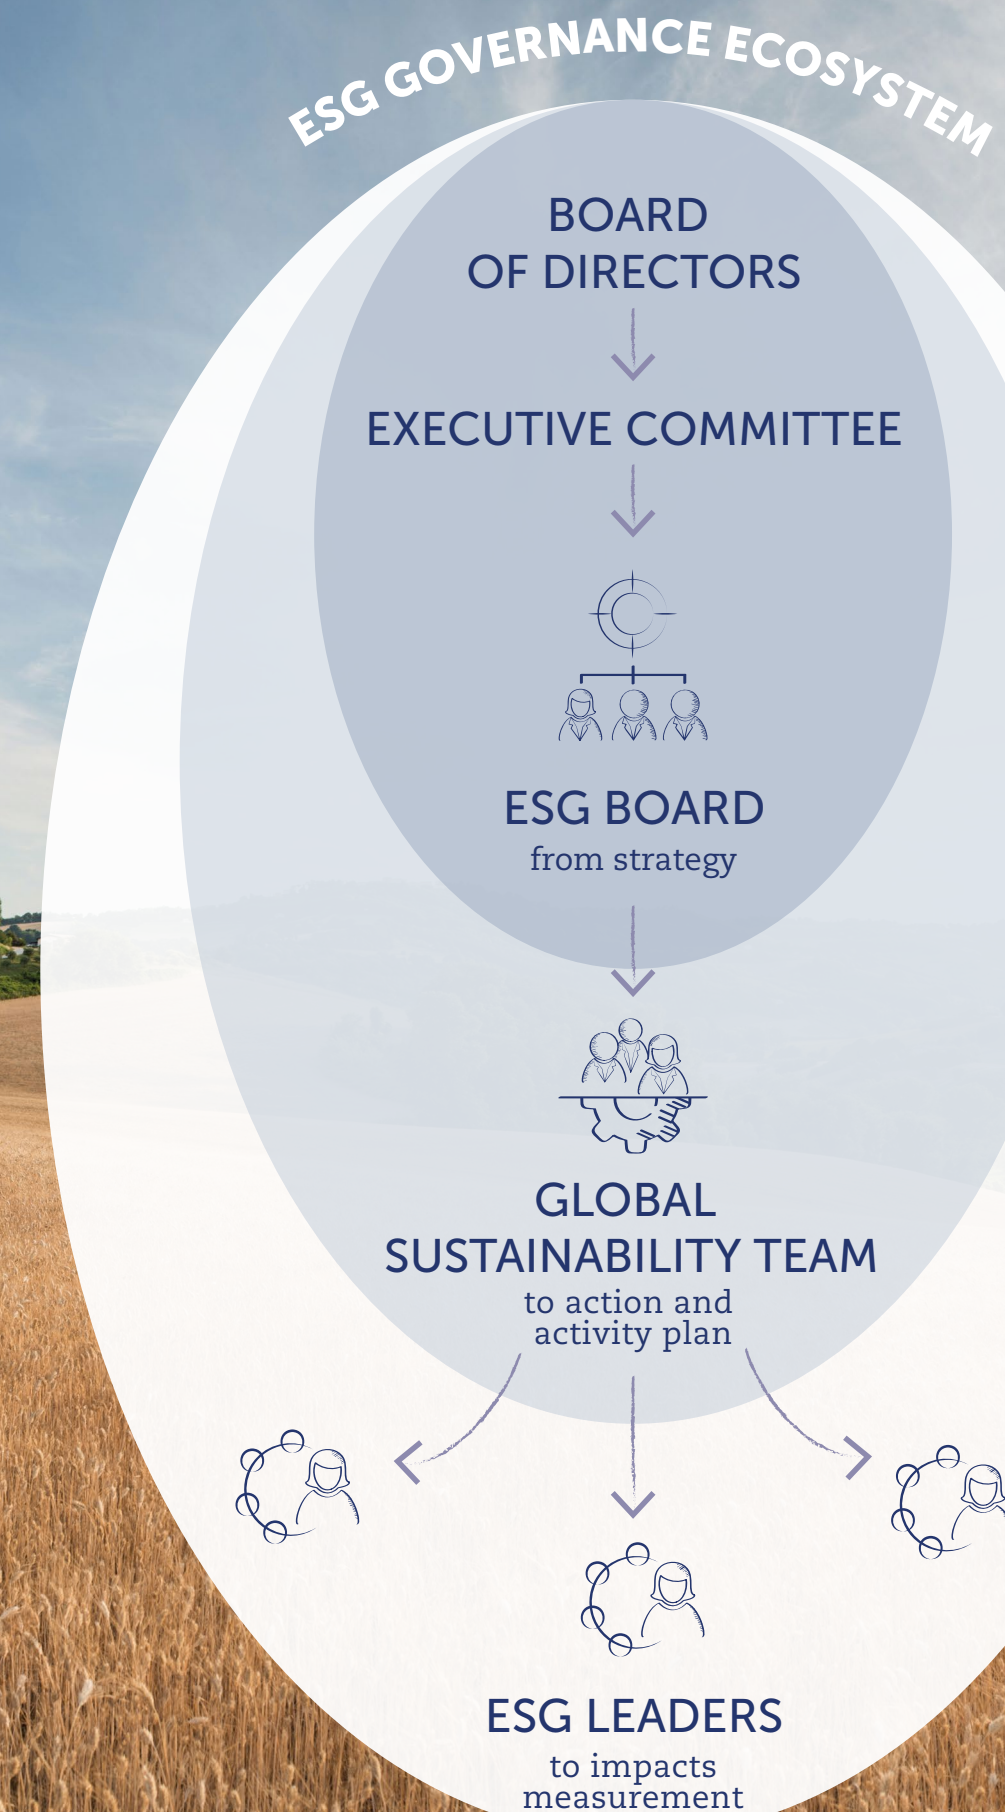 ESG GOVERNANCE ECOSYSTEM
BOARD
OF DIRECTORS
EXECUTIVE COMMITTEE
ESG BOARD
from strategy
GLOBAL
SUSTAINABILITY TEAM
to action and
activity plan
ESG LEADERS
to impacts
measurement